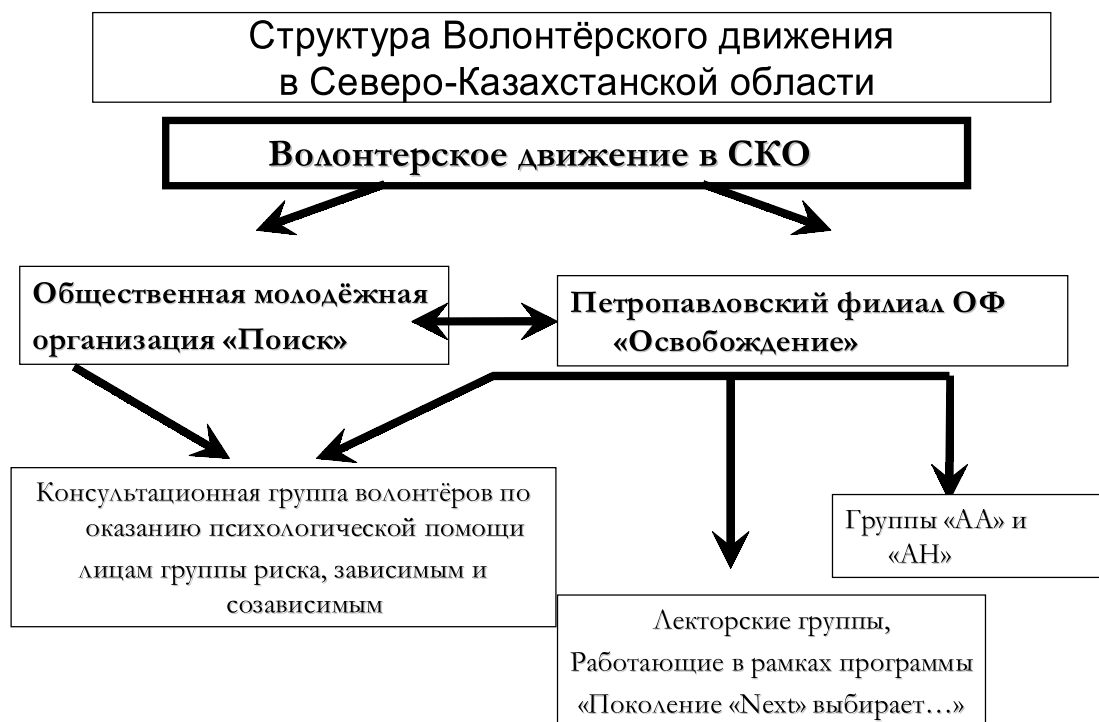 Структура Волонтёрского движения
в Северо-Казахстанской области
Волонтерское движение в СКО
Общественная молодёжная
организация «Поиск»
Петропавловский филиал ОФ
«Освобождение»
Консультационная группа волонтёров по
оказанию психологической помощи
лицам группы риска, зависимым и
созависимым
Группы «АА» и
«АН»
Лекторские группы,
Работающие в рамках программы
«Поколение «Next» выбирает…»